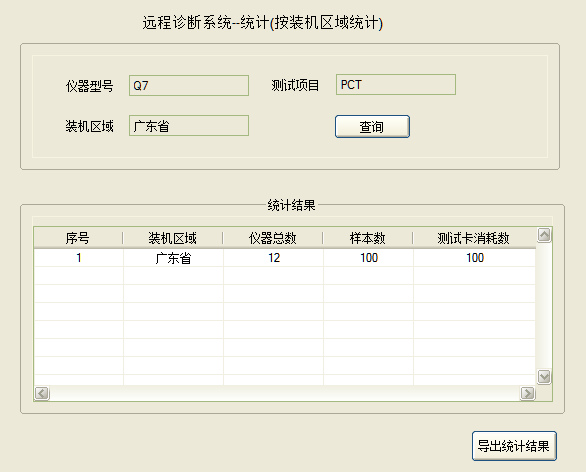 远程诊断系统--统计(按装机区域统计)
仪器型号 Q7 测试项目 PCT
装机区域 广东省 查询
统计结果
序号 装机区域 仪器总数 样本数 测试卡消耗数
1 广东省 12 100 100
导出统计结果